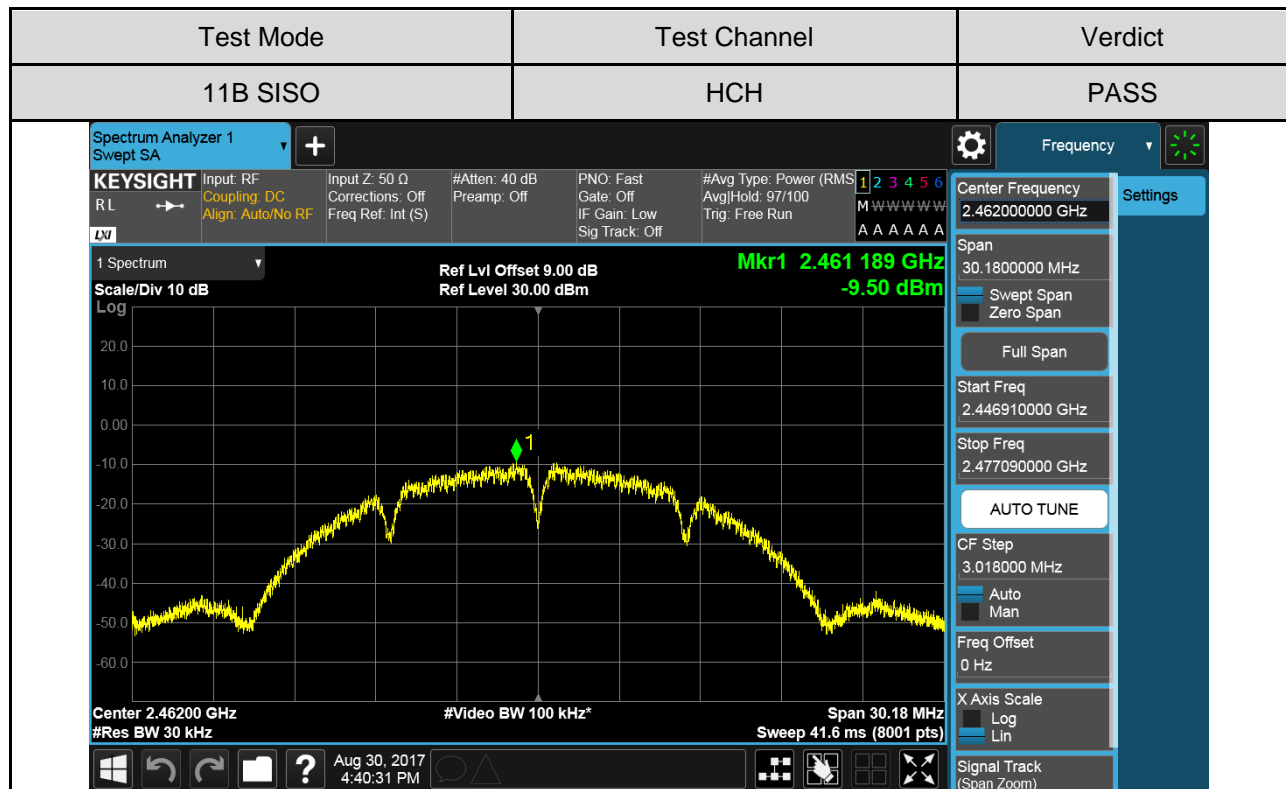 Test Mode Test Channel Verdict
11B SISO HCH PASS
Spectrum Analyzer 1
Swept SA
+
Frequency
KEYSIGHT
R L
LXI
Input: RF
Coupling: DC
Align: Auto/No RF
Input Z: 50 Ω
Corrections: Off
Freq Ref: Int (S)
#Atten: 40 dB
Preamp: Off
PNO: Fast
Gate: Off
IF Gain: Low
Sig Track: Off
#Avg Type: Power (RMS
Avg|Hold: 97/100
Trig: Free Run
1 2 3 4 5 6
M W W W W W
A A A A A A
1 Spectrum
Scale/Div 10 dB
Log
Ref Lvl Offset 9.00 dB
Ref Level 30.00 dBm
Mkr1 2.461 189 GHz
-9.50 dBm
20.0
10.0
0.00
-10.0
-20.0
-30.0
-40.0
-50.0
-60.0
1
Center 2.46200 GHz
#Res BW 30 kHz
#Video BW 100 kHz*
Span 30.18 MHz
Sweep 41.6 ms (8001 pts)
?
Aug 30, 2017
4:40:31 PM
Center Frequency
2.462000000 GHz
Settings
Span
30.1800000 MHz
Swept Span
Zero Span
Full Span
Start Freq
2.446910000 GHz
Stop Freq
2.477090000 GHz
AUTO TUNE
CF Step
3.018000 MHz
Auto
Man
Freq Offset
0 Hz
X Axis Scale
Log
Lin
Signal Track
(Span Zoom)